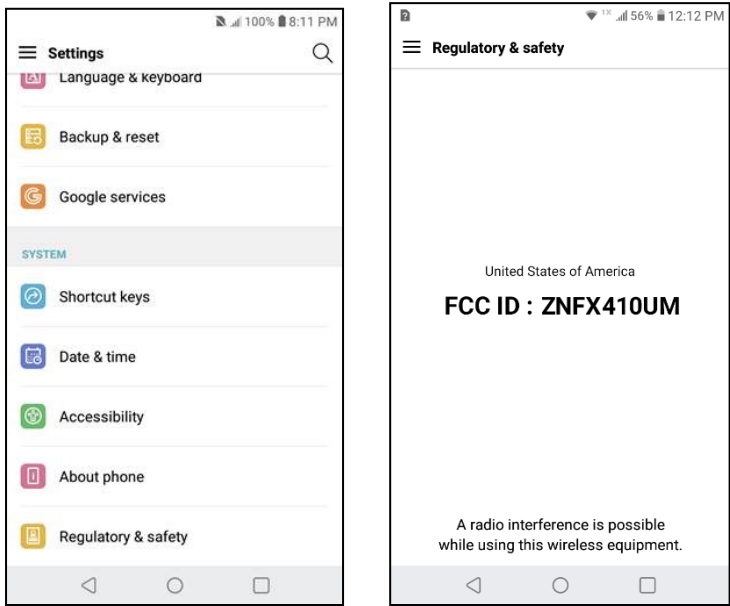 100% 8:11 PM
Settings
Language & keyboard
Backup & reset
Google services
SYSTEM
Shortcut keys
Date & time
Accessibility
About phone
Regulatory & safety
1X 56% 12:12 PM
Regulatory & safety
United States of America
FCC ID : ZNFX410UM
A radio interference is possible
while using this wireless equipment.